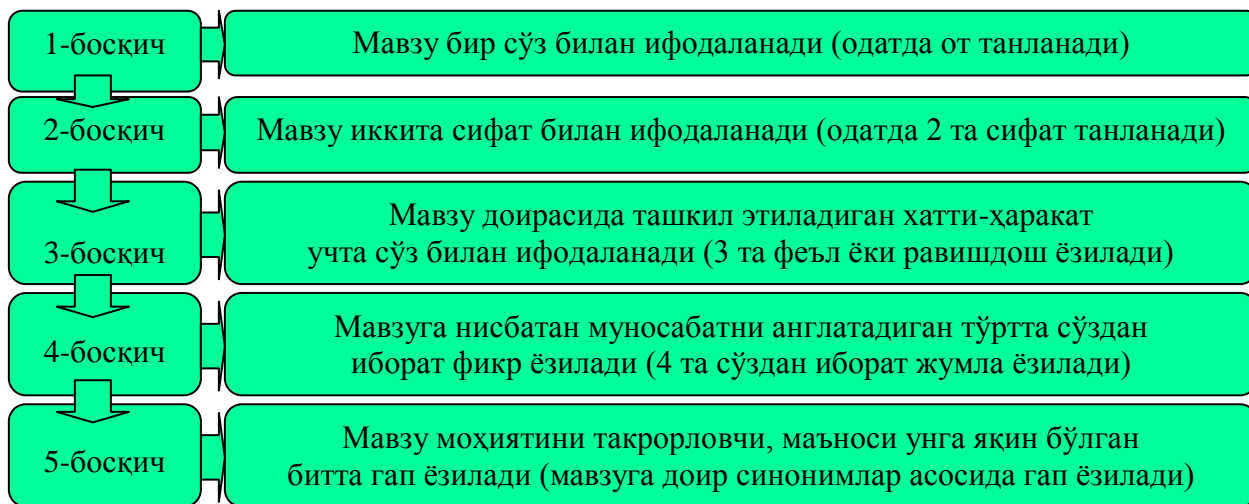 1-босқич
Мавзу бир сўз билан ифодаланади (одатда от танланади)
2-босқич
Мавзу иккита сифат билан ифодаланади (одатда 2 та сифат танланади)
3-босқич
Мавзу доирасида ташкил этиладиган хатти-ҳаракат
учта сўз билан ифодаланади (3 та феъл ёки равишдош ёзилади)
4-босқич
Мавзуга нисбатан муносабатни англатадиган тўртта сўздан
иборат фикр ёзилади (4 та сўздан иборат жумла ёзилади)
5-босқич
Мавзу моҳиятини такрорловчи, маъноси унга яқин бўлган
битта гап ёзилади (мавзуга доир синонимлар асосида гап ёзилади)